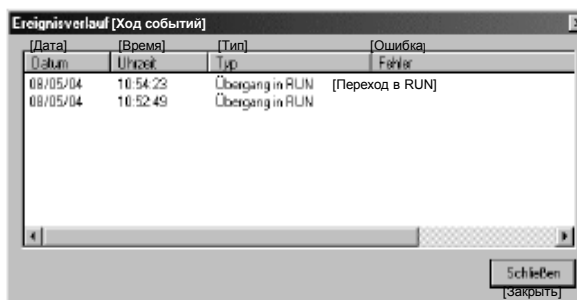 Ereignisverlauf [Ход событий]
[Дата] [Время] [Тип] [Ошибка]
Datum Uhrzeit Typ Fehler
08/05/04 10:54:23 Übergang in RUN [Переход в RUN]
08/05/04 10:52:49 Übergang in RUN
Schließen
[Закрыть]